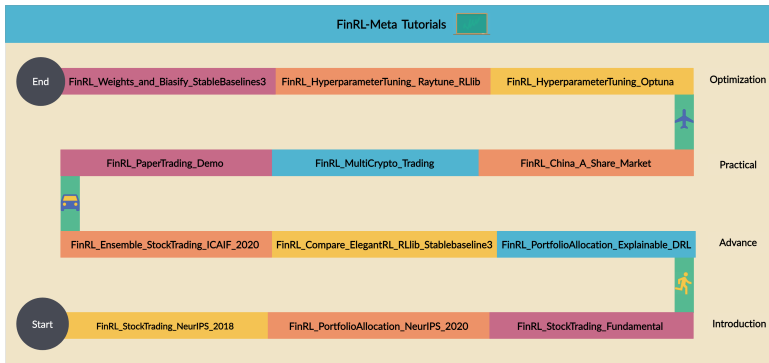 FinRL-Meta Tutorials
End
FinRL_Weights_and_Biasify_StableBaselines3
FinRL_HyperparameterTuning_ Raytune_RLlib
FinRL_HyperparameterTuning_Optuna
Optimization
FinRL_PaperTrading_Demo
FinRL_MultiCrypto_Trading
FinRL_China_A_Share_Market
Practical
FinRL_Ensemble_StockTrading_ICAIF_2020
FinRL_Compare_ElegantRL_RLlib_Stablebaseline3
FinRL_PortfolioAllocation_Explainable_DRL
Advance
Start
FinRL_StockTrading_NeurIPS_2018
FinRL_PortfolioAllocation_NeurIPS_2020
FinRL_StockTrading_Fundamental
Introduction